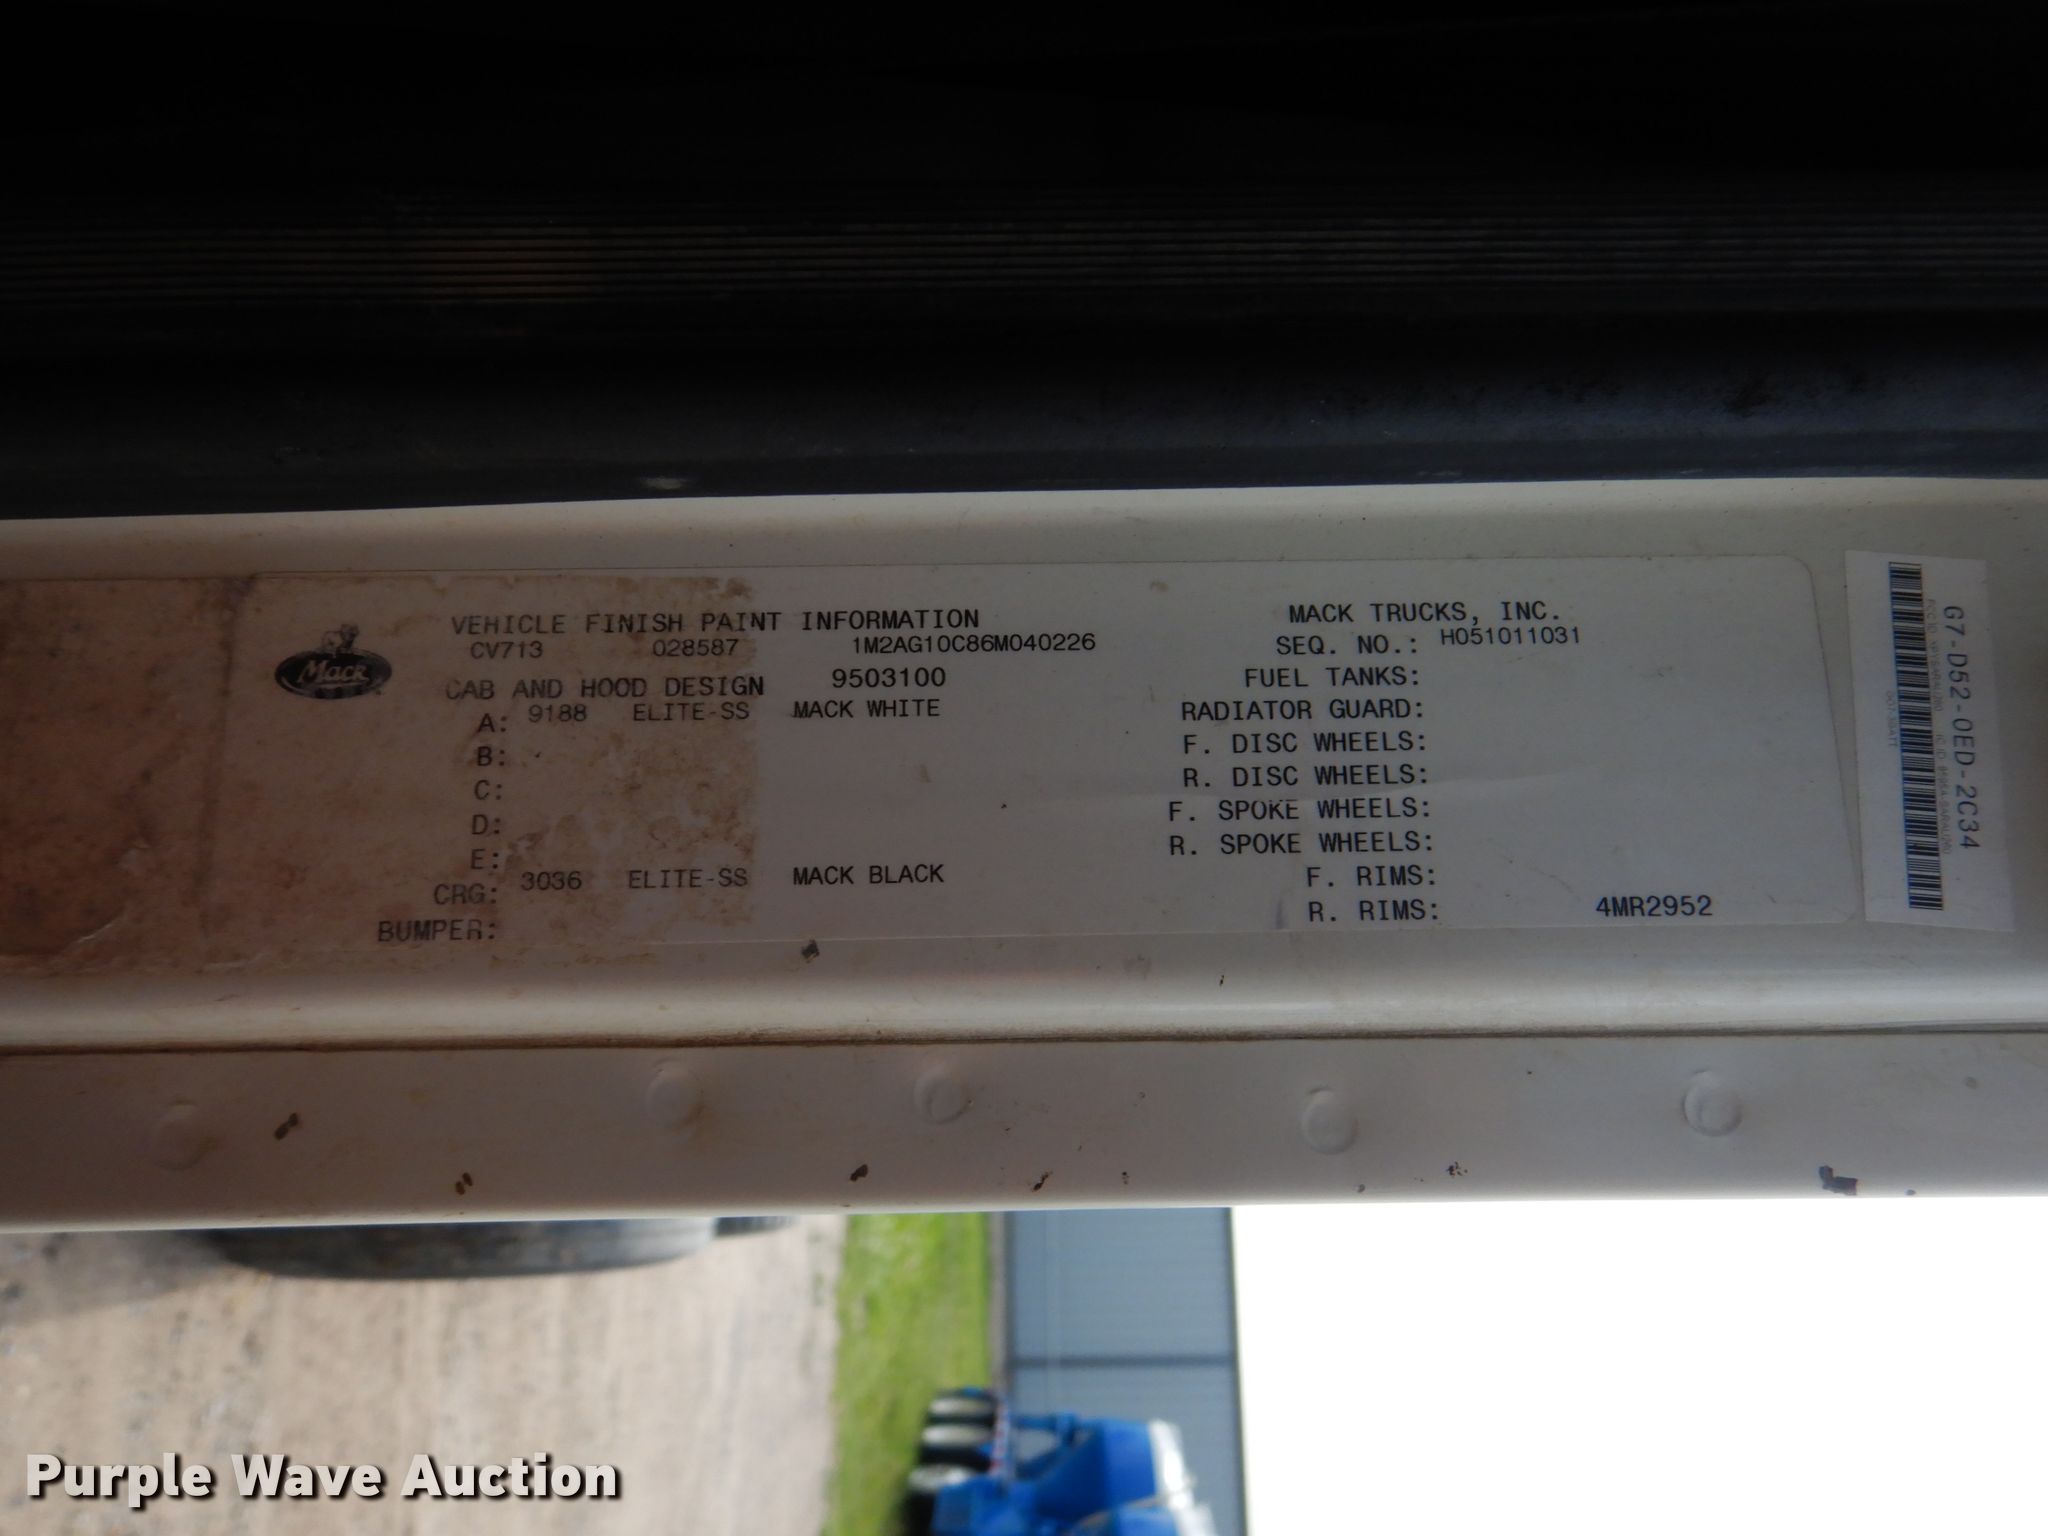 VEHICLE FINISH PAINT INFORMATION
CV713 028587 1M2AG10C86M040226
CAB AND HOOD DESIGN 9503100
A: 9188 ELITE-SS MACK WHITE
B:
C:
D:
E:
CRG: 3036 ELITE-SS MACK BLACK
BUMPER:
Mack
MACK TRUCKS, INC.
SEQ. NO.: H051011031
FUEL TANKS:
RADIATOR GUARD:
F. DISC WHEELS:
R. DISC WHEELS:
F. SPOKE WHEELS:
R. SPOKE WHEELS:
F. RIMS:
R. RIMS: 4MR2952
G7-D52-0ED-2C34
Purple Wave Auction